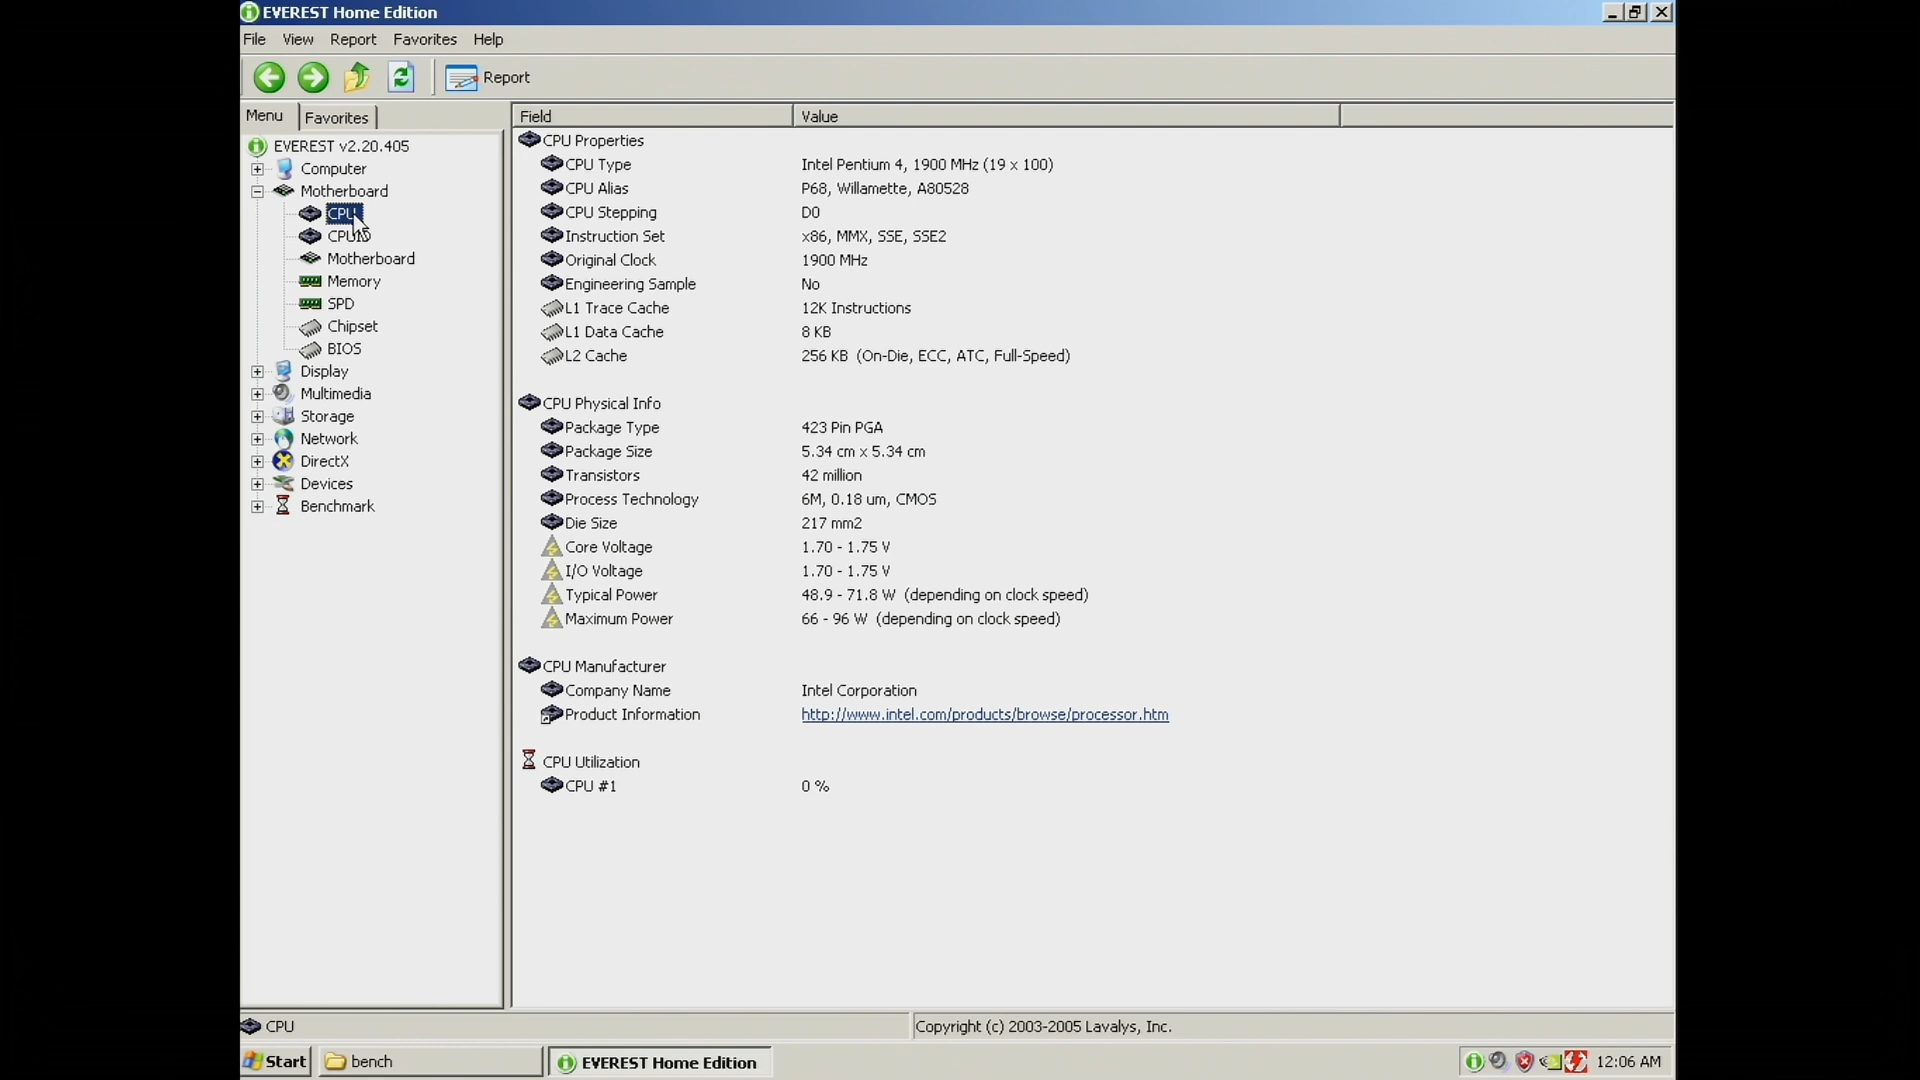 EVEREST Home Edition
File View Report Favorites Help
Report
Menu Favorites
Field Value
EVEREST v2.20.405
Computer
Motherboard
CPU
CPUID
Motherboard
Memory
SPD
Chipset
BIOS
Display
Multimedia
Storage
Network
DirectX
Devices
Benchmark
CPU Properties
CPU Type Intel Pentium 4, 1900 MHz (19 x 100)
CPU Alias P68, Willamette, A80528
CPU Stepping D0
Instruction Set x86, MMX, SSE, SSE2
Original Clock 1900 MHz
Engineering Sample No
L1 Trace Cache 12K Instructions
L1 Data Cache 8 KB
L2 Cache 256 KB (On-Die, ECC, ATC, Full-Speed)
CPU Physical Info
Package Type 423 Pin PGA
Package Size 5.34 cm x 5.34 cm
Transistors 42 million
Process Technology 6M, 0.18 um, CMOS
Die Size 217 mm2
Core Voltage 1.70 - 1.75 V
I/O Voltage 1.70 - 1.75 V
Typical Power 48.9 - 71.8 W (depending on clock speed)
Maximum Power 66 - 96 W (depending on clock speed)
CPU Manufacturer
Company Name Intel Corporation
Product Information http://www.intel.com/products/browse/processor.htm
CPU Utilization
CPU #1 0 %
CPU Copyright (c) 2003-2005 Lavalys, Inc.
Start bench EVEREST Home Edition 12:06 AM